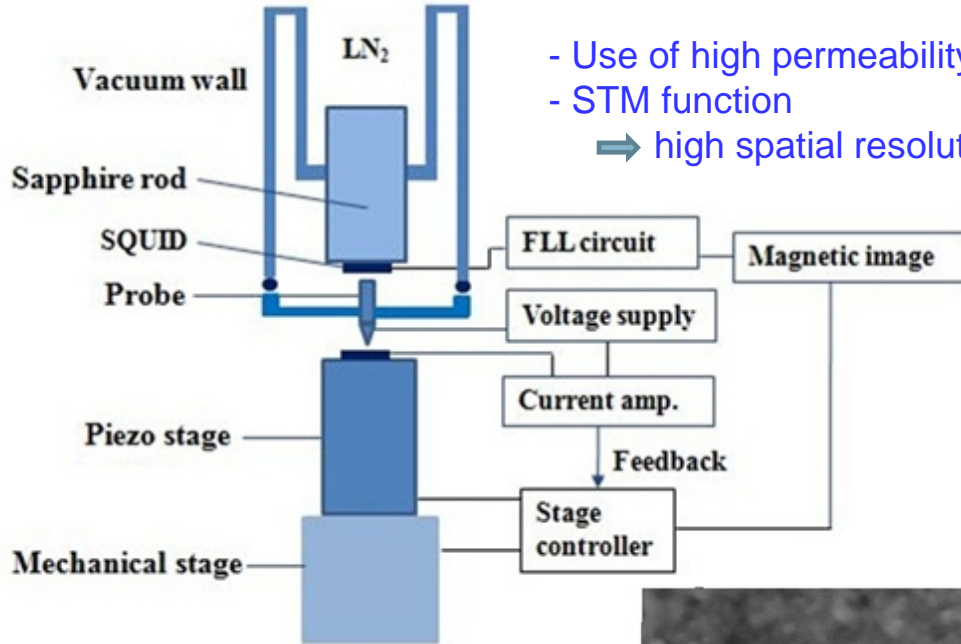 LN₂
Vacuum wall
- Use of high permeability
- STM function
high spatial resolut
Sapphire rod
SQUID
FLL circuit
Magnetic image
Probe
Voltage supply
Current amp.
Piezo stage
Feedback
Stage
controller
Mechanical stage